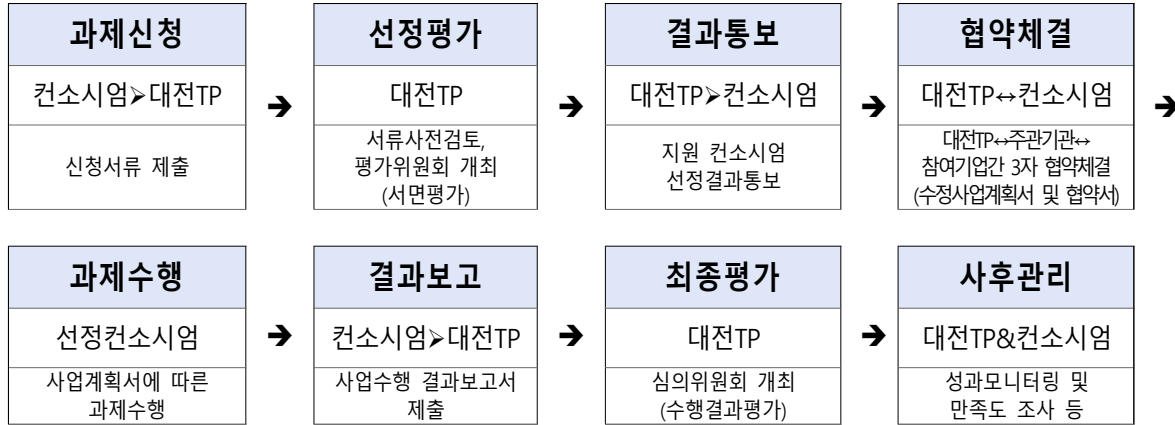 과제신청
컨소시엄➢대전TP
신청서류 제출
➔
선정평가
대전TP
서류사전검토,
평가위원회 개최
(서면평가)
➔
결과통보
대전TP➢컨소시엄
지원 컨소시엄
선정결과통보
➔
협약체결
대전TP↔컨소시엄
대전TP↔주관기관↔
참여기업간 3자 협약체결
(수정사업계획서 및 협약서)
➔
과제수행
선정컨소시엄
사업계획서에 따른
과제수행
➔
결과보고
컨소시엄➢대전TP
사업수행 결과보고서
제출
➔
최종평가
대전TP
심의위원회 개최
(수행결과평가)
➔
사후관리
대전TP&컨소시엄
성과모니터링 및
만족도 조사 등